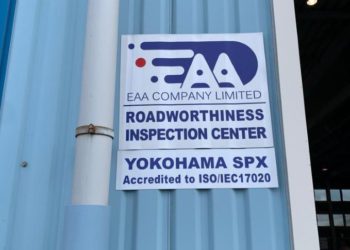 EAA
EAA COMPANY LIMITED
ROADWORTHINESS
INSPECTION CENTER
YOKOHAMA SPX
Accredited to ISO/IEC17020